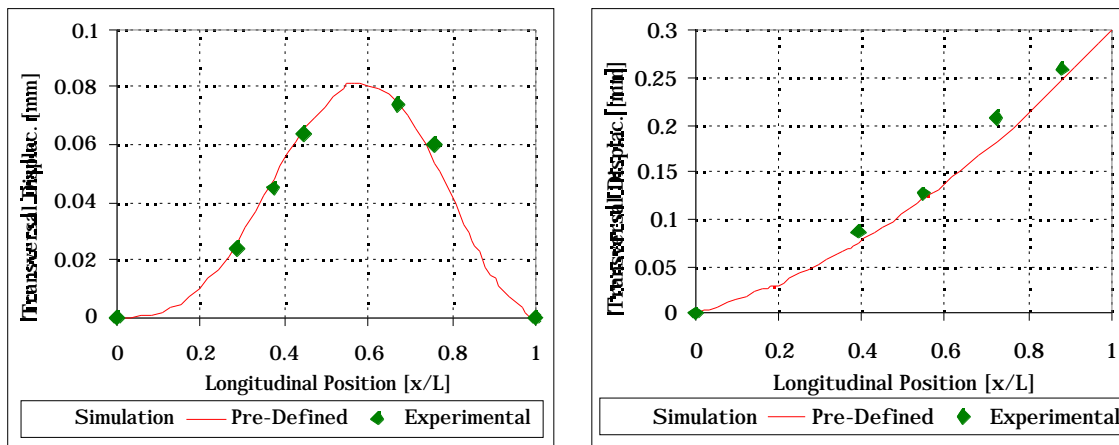 0.1
0.08
0.06
0.04
0.02
0
0 0.2 0.4 0.6 0.8 1
Longitudinal Position [x/L]
Simulation Pre-Defined Experimental
0.3
0.25
0.2
0.15
0.1
0.05
0
0 0.2 0.4 0.6 0.8 1
Longitudinal Position [x/L]
Simulation Pre-Defined Experimental